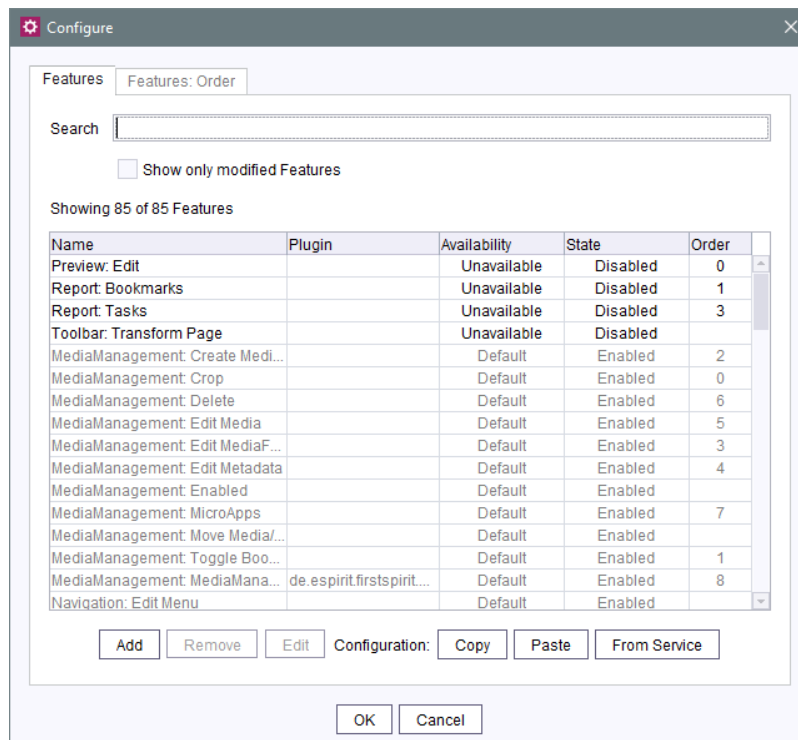 Configure
Features Features: Order
Search
Show only modified Features
Showing 85 of 85 Features
Name Plugin Availability State Order
Preview: Edit Unavailable Disabled 0
Report: Bookmarks Unavailable Disabled 1
Report: Tasks Unavailable Disabled 3
Toolbar: Transform Page Unavailable Disabled
MediaManagement: Create Medi... Default Enabled 2
MediaManagement: Crop Default Enabled 0
MediaManagement: Delete Default Enabled 6
MediaManagement: Edit Media Default Enabled 5
MediaManagement: Edit MediaF... Default Enabled 3
MediaManagement: Edit Metadata Default Enabled 4
MediaManagement: Enabled Default Enabled
MediaManagement: MicroApps Default Enabled 7
MediaManagement: Move Media/... Default Enabled
MediaManagement: Toggle Boo... Default Enabled 1
MediaManagement: MediaMana... de.espirit.firstspirit.... Default Enabled 8
Navigation: Edit Menu Default Enabled
Add Remove Edit Configuration: Copy Paste From Service
OK Cancel